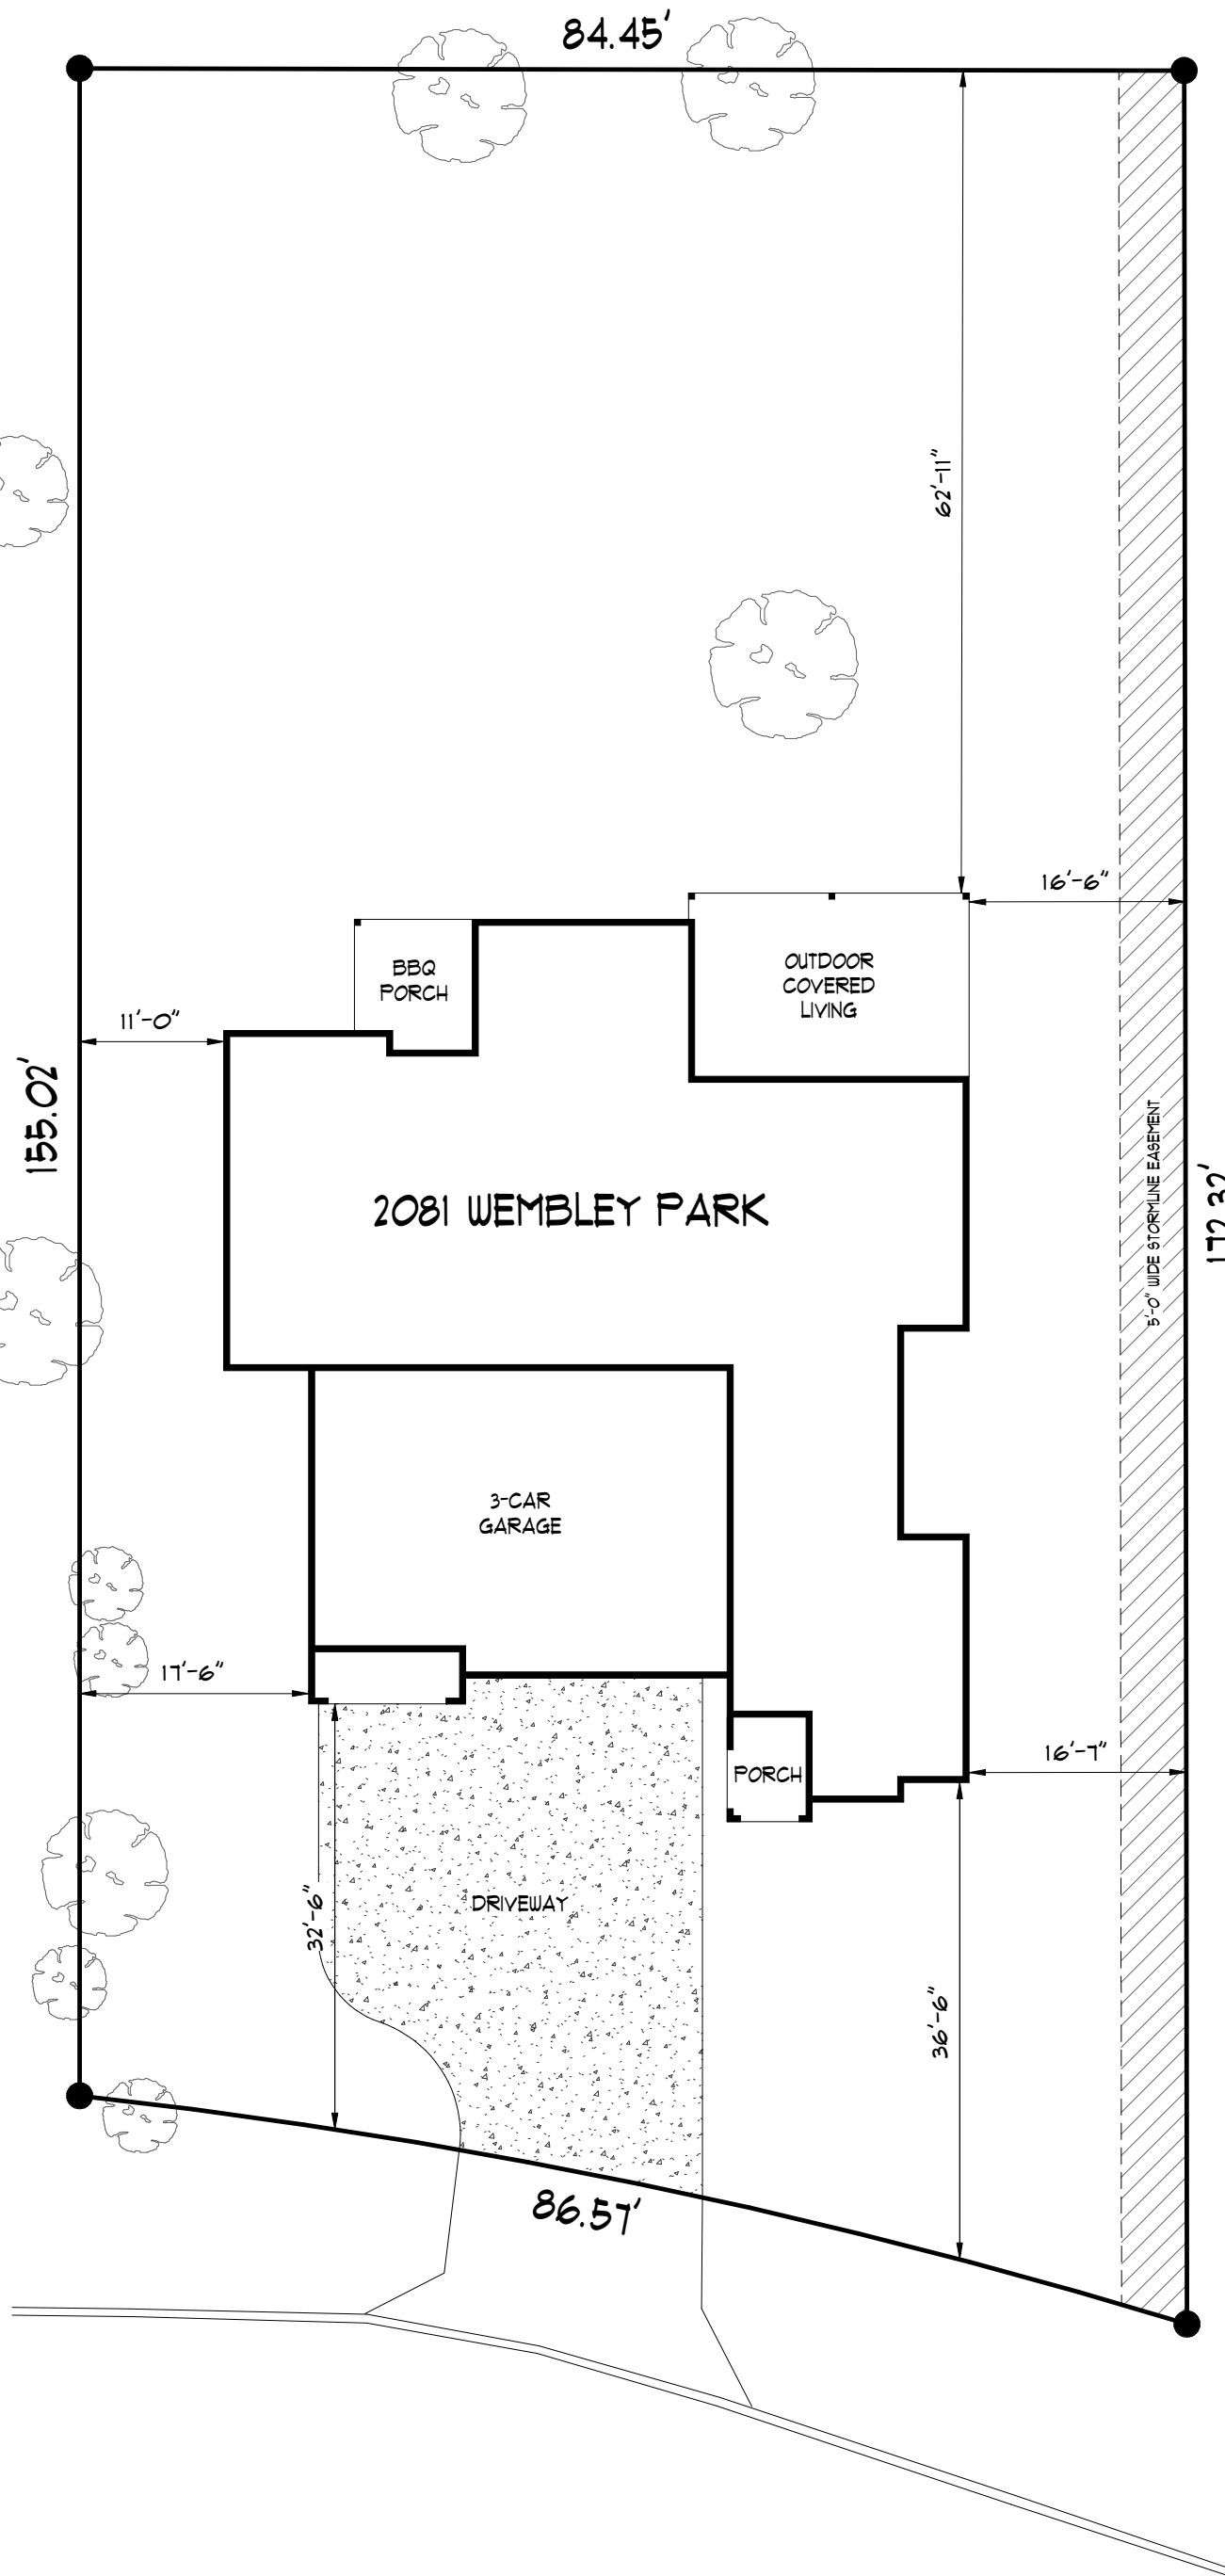 84.45'
62'-11"
16'-6"
OUTDOOR
COVERED
LIVING
BBQ
PORCH
11'-0"
155.02'
5'-0" WIDE STORMLINE EASEMENT
172.32'
2081 WEMBLEY PARK
3-CAR
GARAGE
17'-6"
16'-7"
PORCH
32'-6"
DRIVEWAY
36'-6"
86.57'